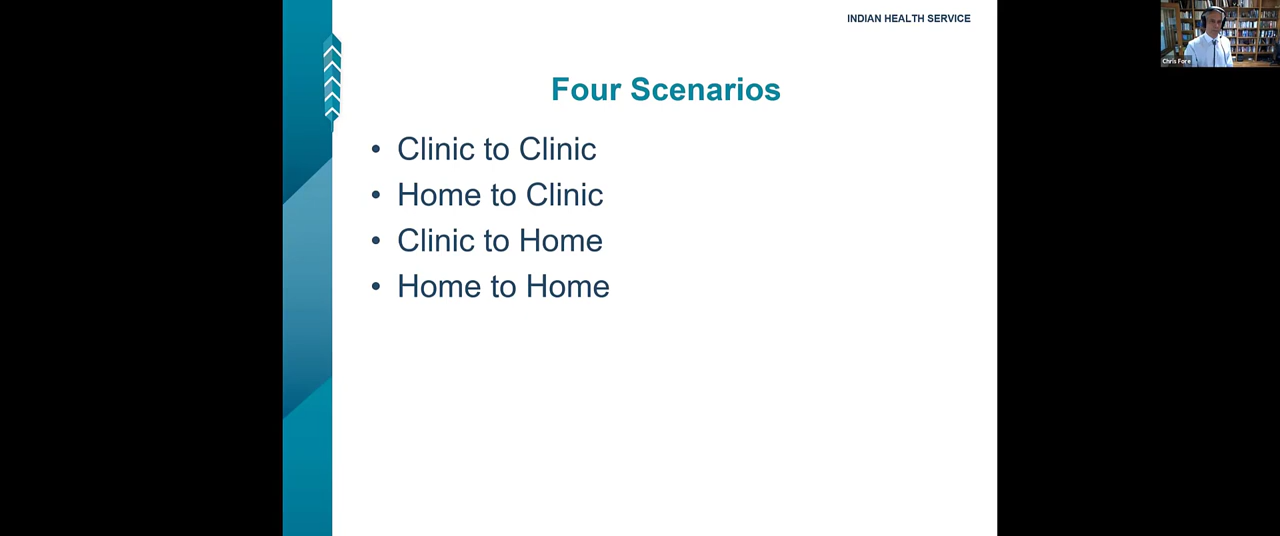 INDIAN HEALTH SERVICE
Chris Fore
Four Scenarios
• Clinic to Clinic
• Home to Clinic
• Clinic to Home
• Home to Home